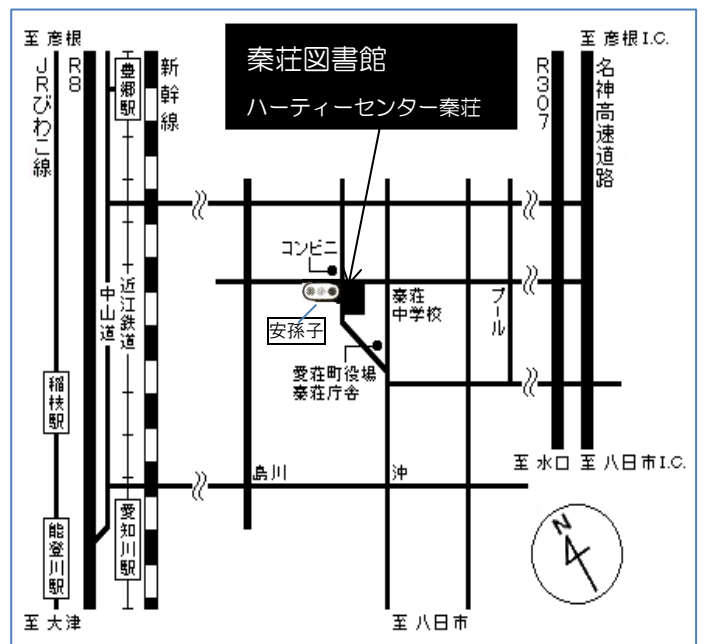 至 彦根
至 彦根I.C.
JRびわこ線
R8
豊郷駅
新幹線
秦荘図書館
ハーティーセンター秦荘
R307
名神高速道路
コンビニ
安孫子
秦荘
中学校
プール
中山道
近江鉄道
愛荘町役場
秦荘庁舎
稲枝駅
島川
沖
至 水口
至 八日市I.C.
能登川駅
愛知川駅
N
至 大津
至 八日市